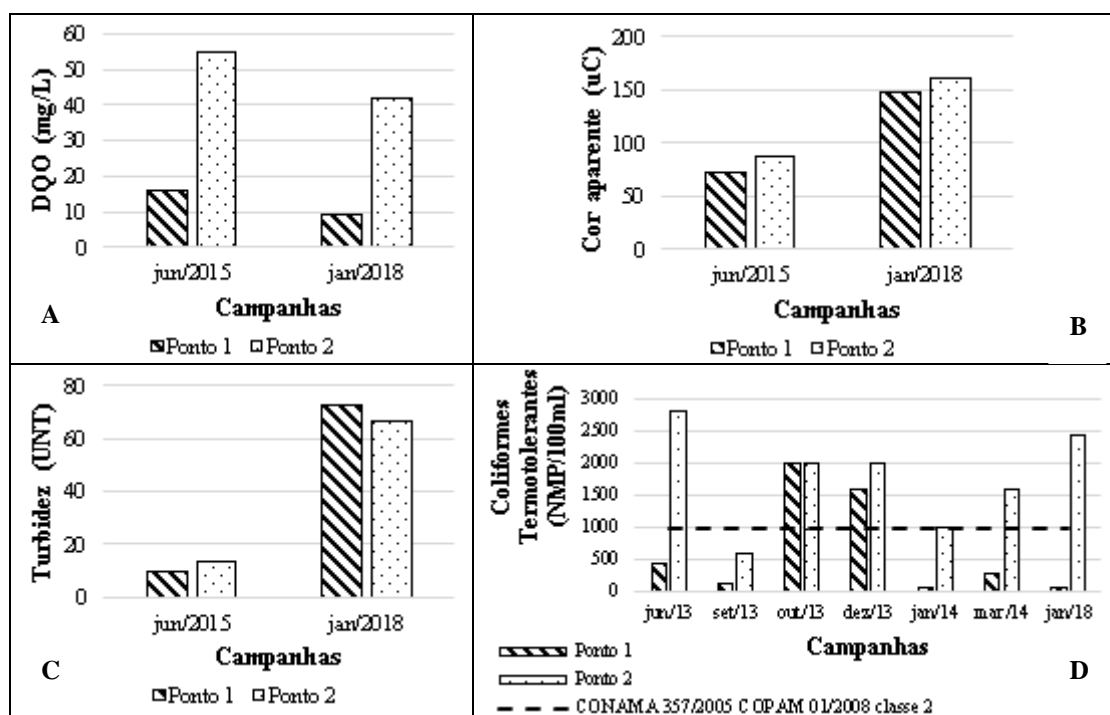 DQO (mg/L)
60
50
40
30
20
10
0
jun/2015 jan/2018
Campanhas
Ponto 1 Ponto 2
A
Cor aparente (uC)
200
150
100
50
0
jun/2015 jan/2018
Campanhas
Ponto 1 Ponto 2
B
Turbidez (UNT)
80
60
40
20
0
jun/2015 jan/2018
Campanhas
Ponto 1 Ponto 2
C
Coliformes
Termotolerantes
(NMP/100ml)
3000
2500
2000
1500
1000
500
0
jun/13 set/13 out/13 dez/13 jan/14 mar/14 jan/18
Campanhas
Ponto 1
Ponto 2
CONAMA 357/2005 COPAM 01/2008 classe 2
D